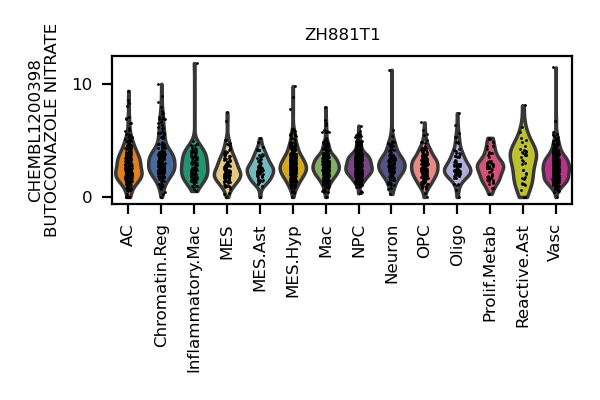 ZH881T1
CHEMBL1200398
BUTOCONAZOLE NITRATE
10
0
AC
Chromatin.Reg
Inflammatory.Mac
MES
MES.Ast
MES.Hyp
Mac
NPC
Neuron
OPC
Oligo
Prolif.Metab
Reactive.Ast
Vasc